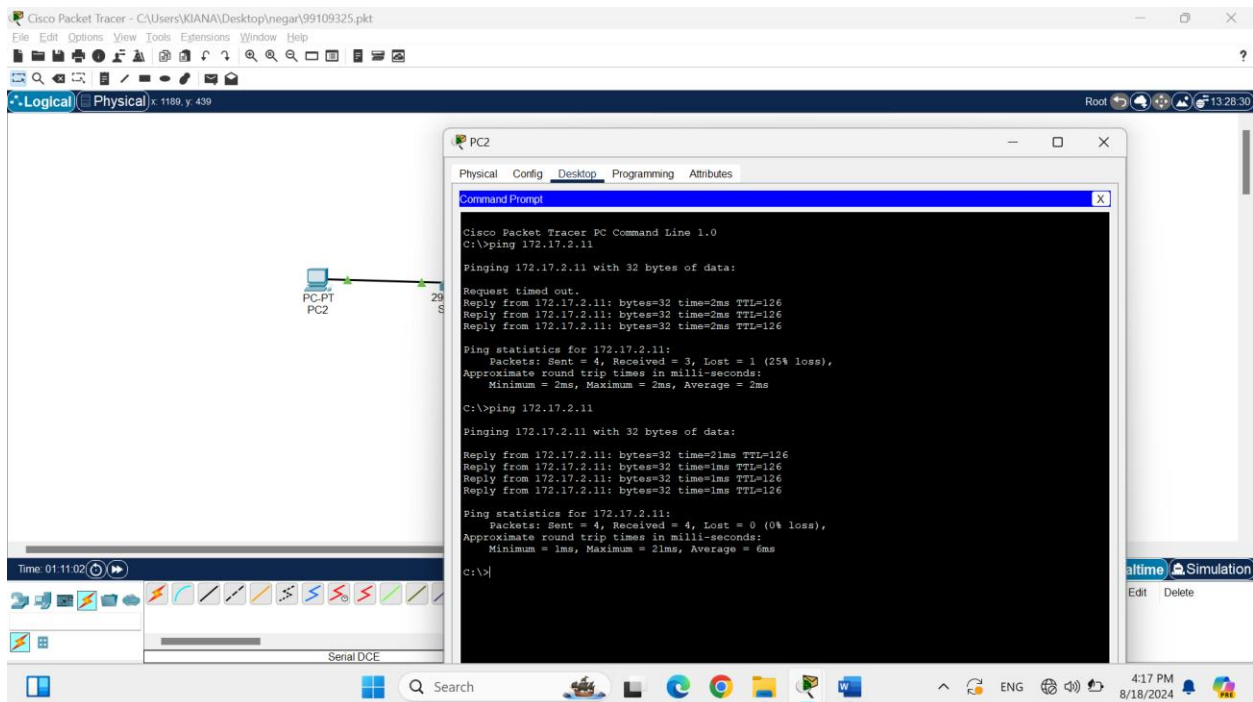 Cisco Packet Tracer - C:\Users\KIANA\Desktop\negar\99109325.pkt
File Edit Options View Tools Extensions Window Help
?
Logical Physical x: 1189, y: 439
Root 13:28:30
PC-PT
PC2
29
S
PC2
Physical Config Desktop Programming Attributes
Command Prompt
X
Cisco Packet Tracer PC Command Line 1.0
C:\>ping 172.17.2.11
Pinging 172.17.2.11 with 32 bytes of data:
Request timed out.
Reply from 172.17.2.11: bytes=32 time=2ms TTL=126
Reply from 172.17.2.11: bytes=32 time=2ms TTL=126
Reply from 172.17.2.11: bytes=32 time=2ms TTL=126
Ping statistics for 172.17.2.11:
Packets: Sent = 4, Received = 3, Lost = 1 (25% loss),
Approximate round trip times in milli-seconds:
Minimum = 2ms, Maximum = 2ms, Average = 2ms
C:\>ping 172.17.2.11
Pinging 172.17.2.11 with 32 bytes of data:
Reply from 172.17.2.11: bytes=32 time=21ms TTL=126
Reply from 172.17.2.11: bytes=32 time=1ms TTL=126
Reply from 172.17.2.11: bytes=32 time=1ms TTL=126
Reply from 172.17.2.11: bytes=32 time=1ms TTL=126
Ping statistics for 172.17.2.11:
Packets: Sent = 4, Received = 4, Lost = 0 (0% loss),
Approximate round trip times in milli-seconds:
Minimum = 1ms, Maximum = 21ms, Average = 6ms
C:\>
Time: 01:11:02
altime Simulation
Edit Delete
Serial DCE
Search
ENG
4:17 PM
8/18/2024
PRE